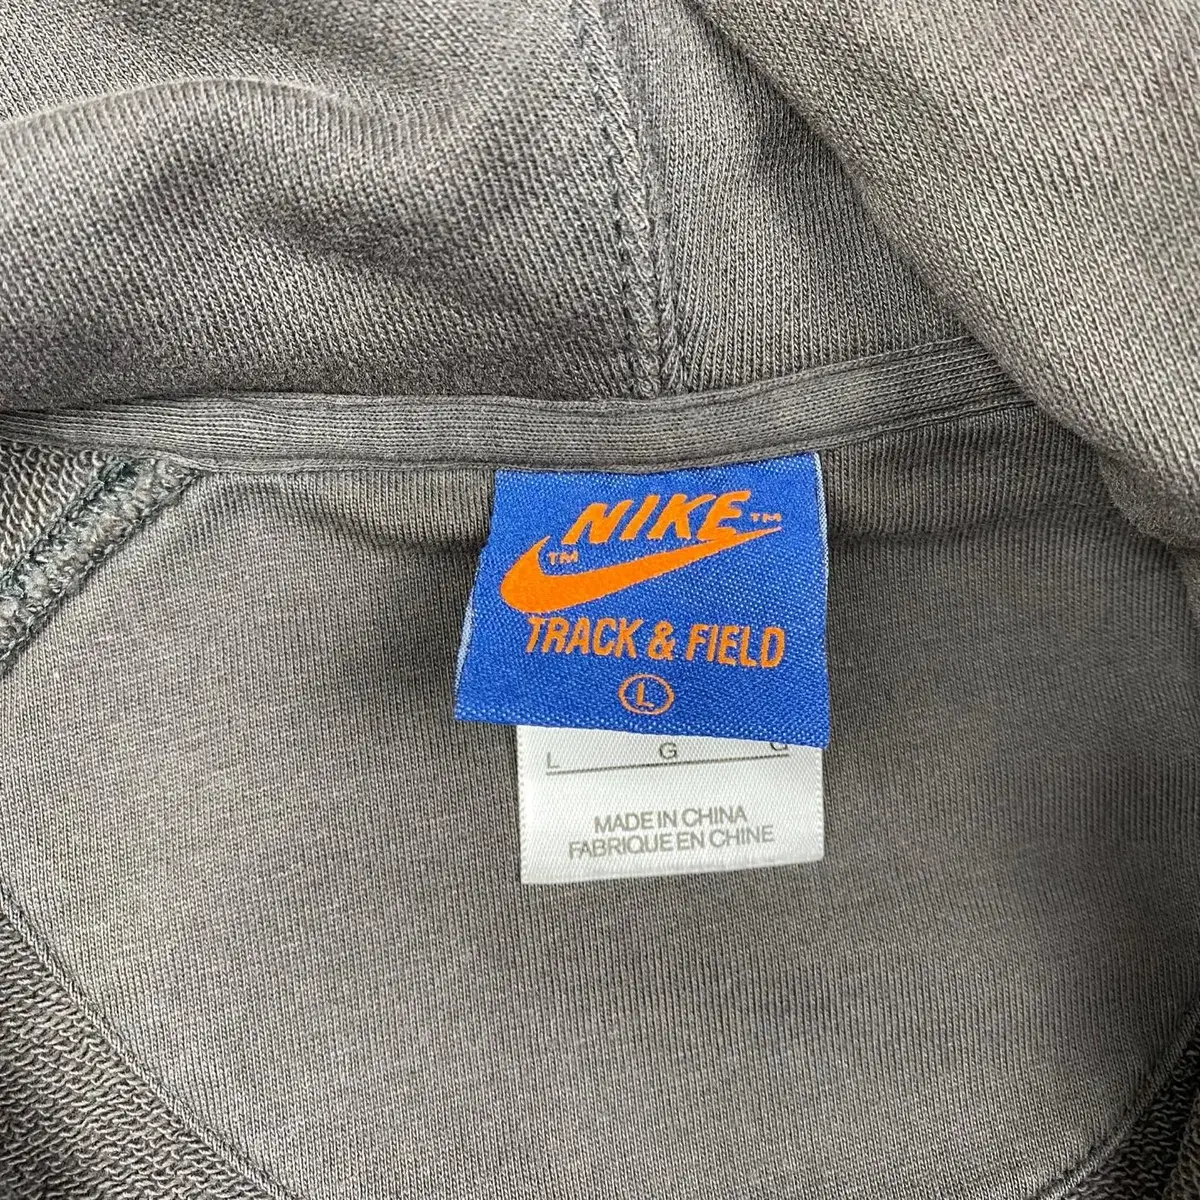 NIKE™
™
TRACK & FIELD
L
L G G
MADE IN CHINA
FABRIQUE EN CHINE